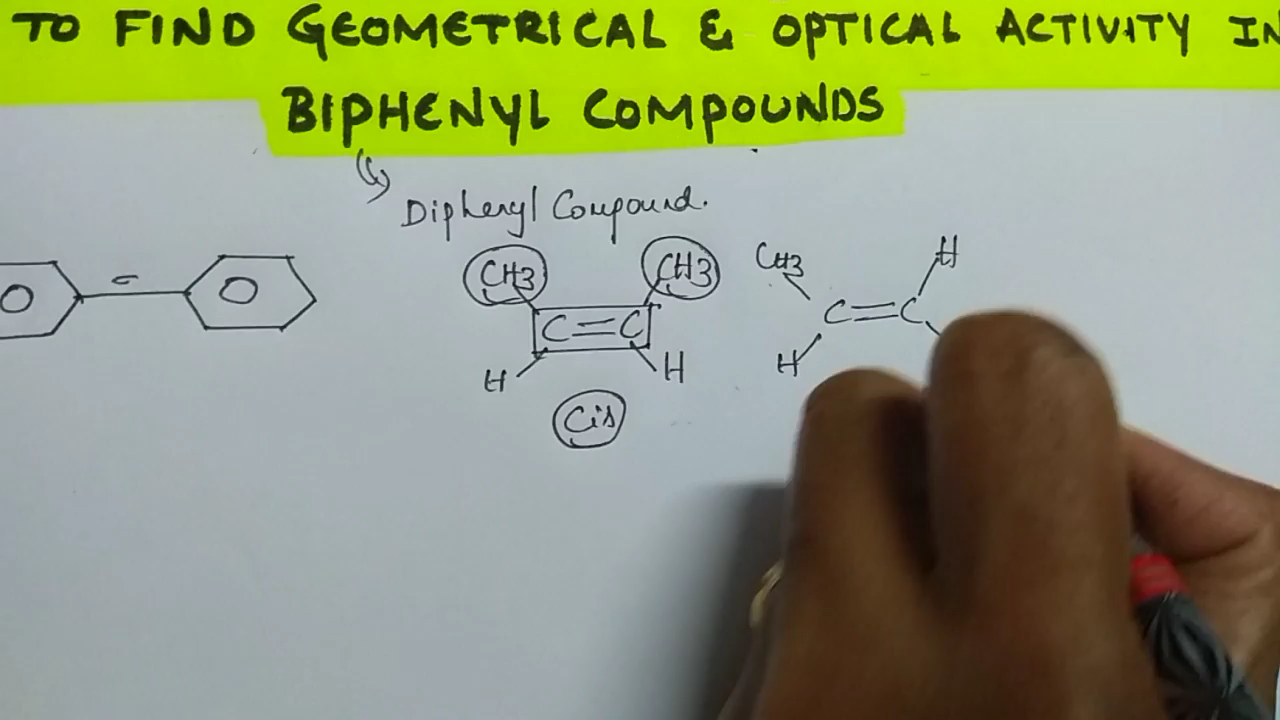 TO FIND GEOMETRICAL & OPTICAL ACTIVITY IN
BIPHENYL COMPOUNDS
Diphenyl Compound.
CH3 CH3 CH3 H
C=C C=C
H H H
Cis